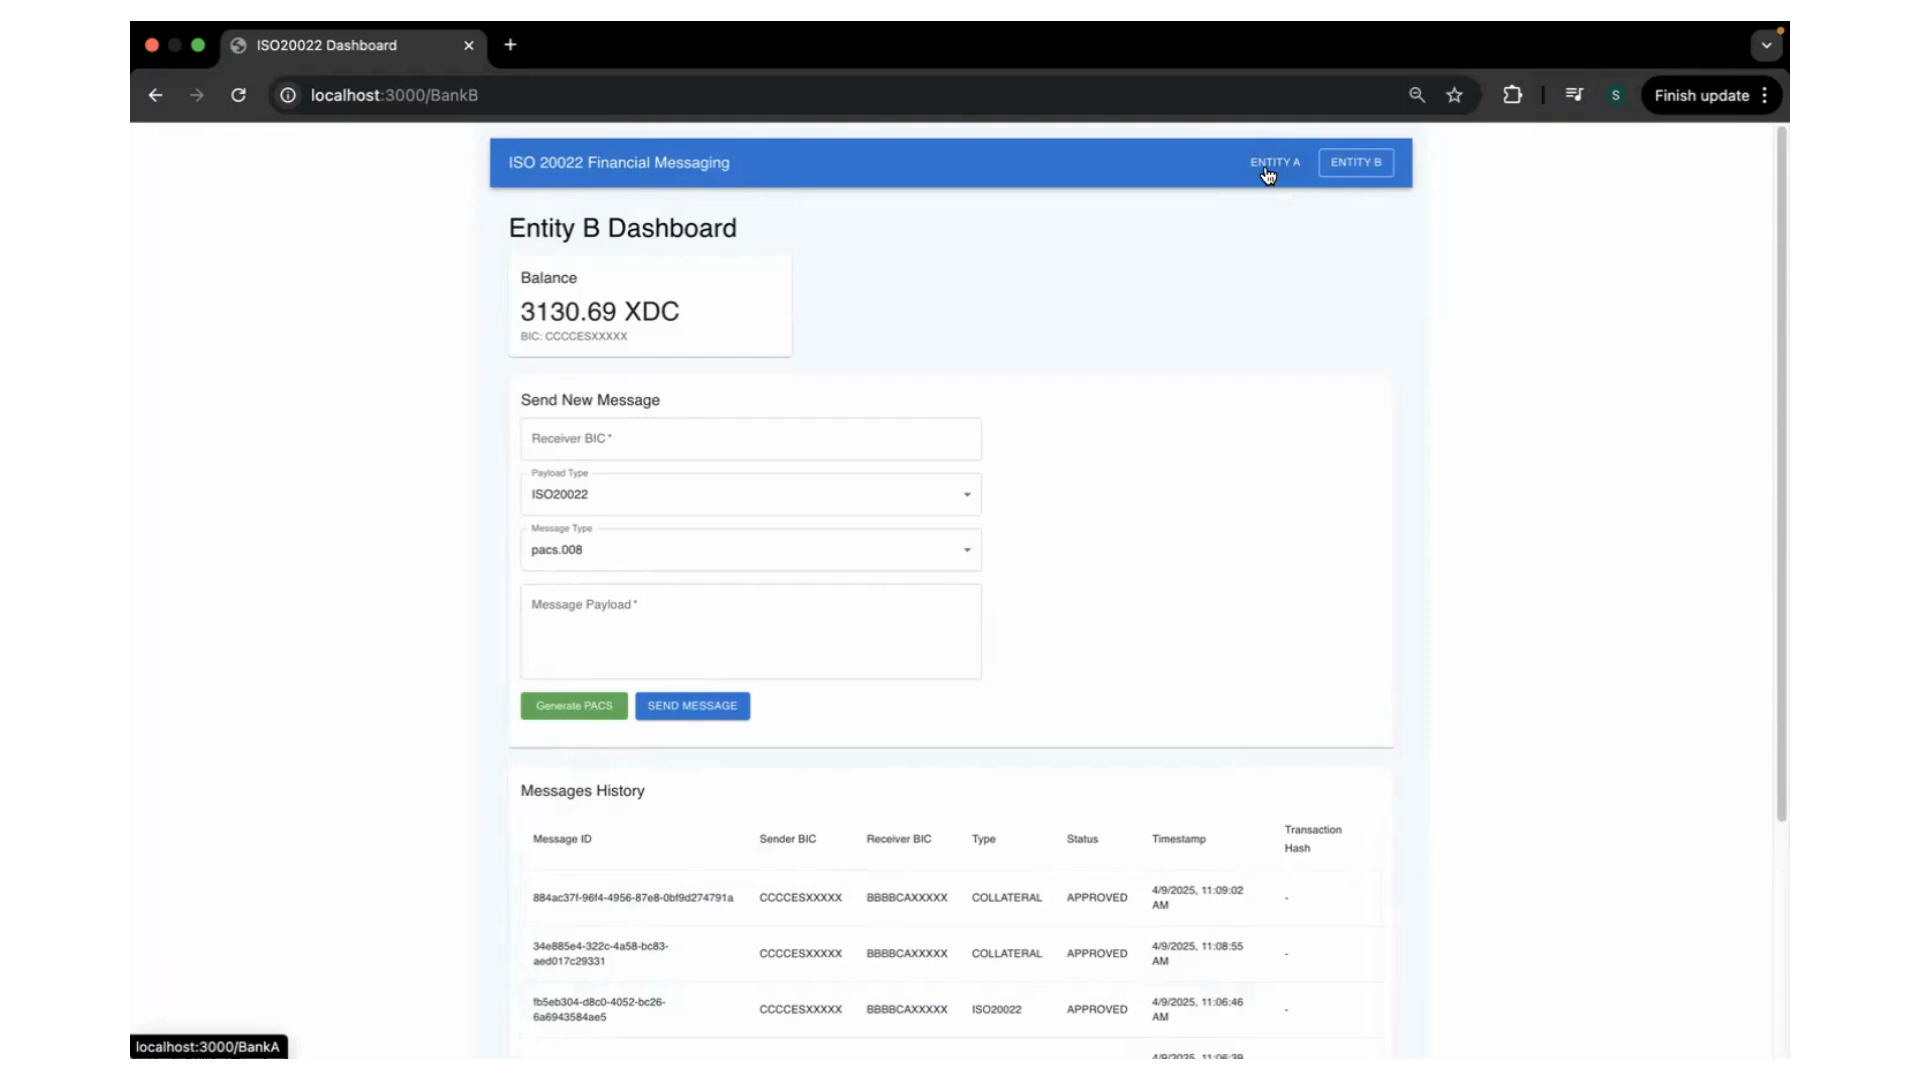 ISO20022 Dashboard
localhost:3000/BankB
S
Finish update
ISO 20022 Financial Messaging
ENTITY A
ENTITY B
Entity B Dashboard
Balance
3130.69 XDC
BIC: CCCCESXXXXX
Send New Message
Receiver BIC *
Payload Type
ISO20022
Message Type
pacs.008
Message Payload *
Generate PACS
SEND MESSAGE
Messages History
Message ID
Sender BIC
Receiver BIC
Type
Status
Timestamp
Transaction
Hash
884ac37f-96f4-4956-87e8-0bf9d274791a
CCCCESXXXXX
BBBBCAXXXXX
COLLATERAL
APPROVED
4/9/2025, 11:09:02
AM
-
34e885e4-322c-4a58-bc83-
aed017c29331
CCCCESXXXXX
BBBBCAXXXXX
COLLATERAL
APPROVED
4/9/2025, 11:08:55
AM
-
fb5eb304-d8c0-4052-bc26-
6a6943584ae5
CCCCESXXXXX
BBBBCAXXXXX
ISO20022
APPROVED
4/9/2025, 11:06:46
AM
-
4/9/2025, 11:06:39
localhost:3000/BankA